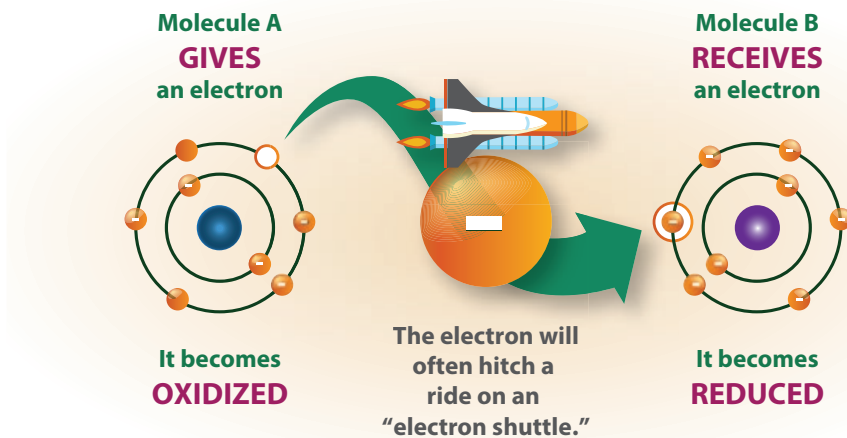 Molecule A
GIVES
an electron
Molecule B
RECEIVES
an electron
It becomes
OXIDIZED
The electron will
often hitch a
ride on an
“electron shuttle.”
It becomes
REDUCED